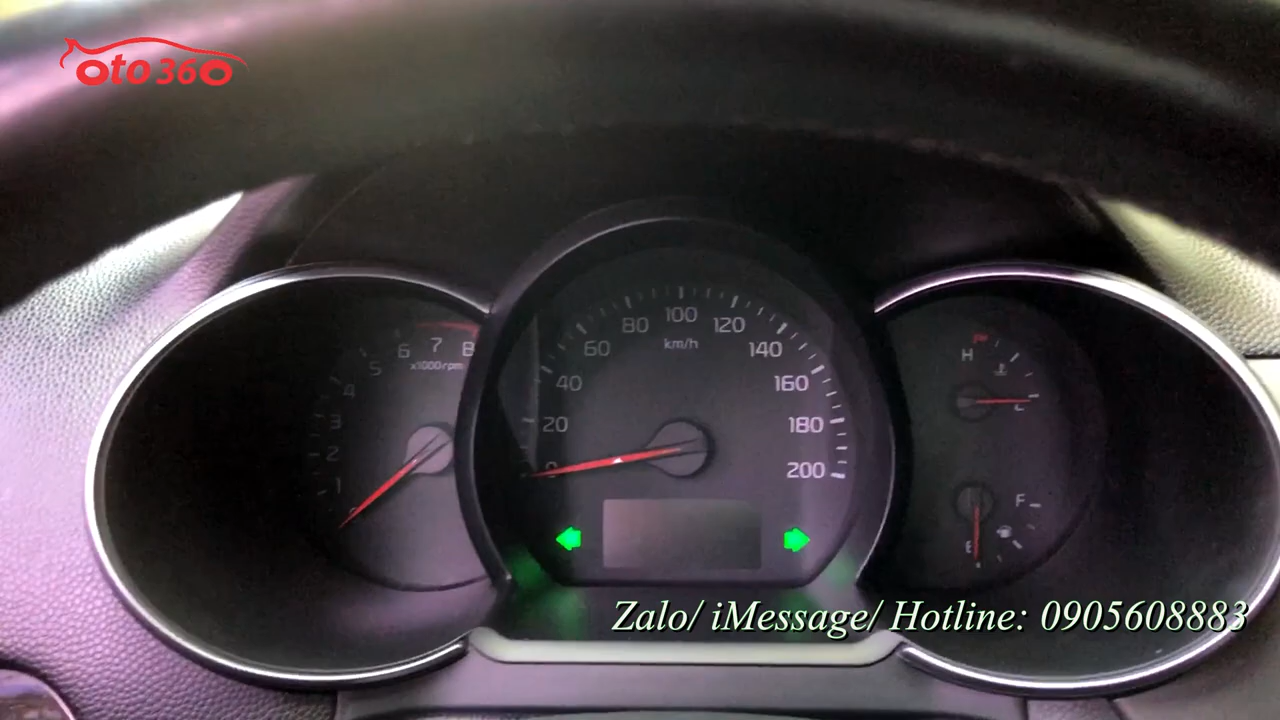 oto360
80 100 120
60 km/h 140
40 160
20 180
0 200
6 7 8
5 x1000rpm
4
3
2
1
H
C
F
E
Zalo/ iMessage/ Hotline: 0905608883